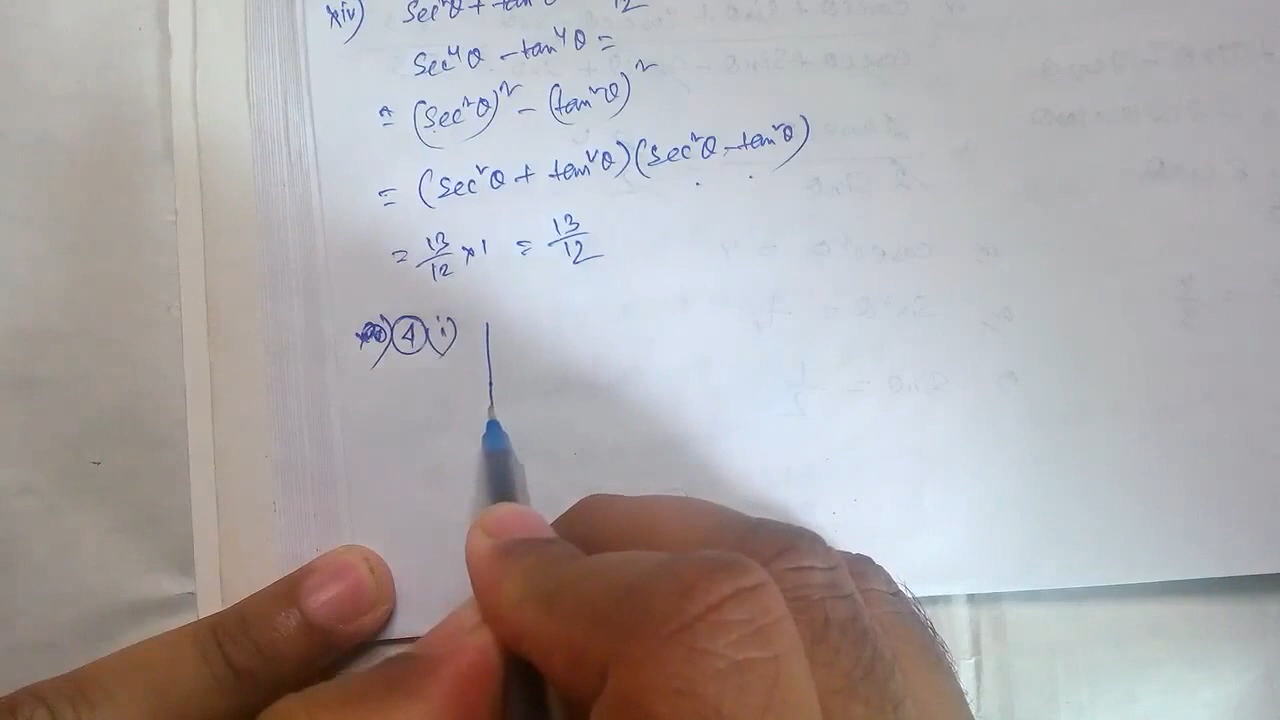 xiv) Sec²θ + tan²θ 12
Sec⁴θ - tan⁴θ =
= (Sec²θ)² - (tan²θ)²
= (Sec²θ + tan²θ)(Sec²θ - tan²θ)
= 13/12 × 1 = 13/12
④ (i)